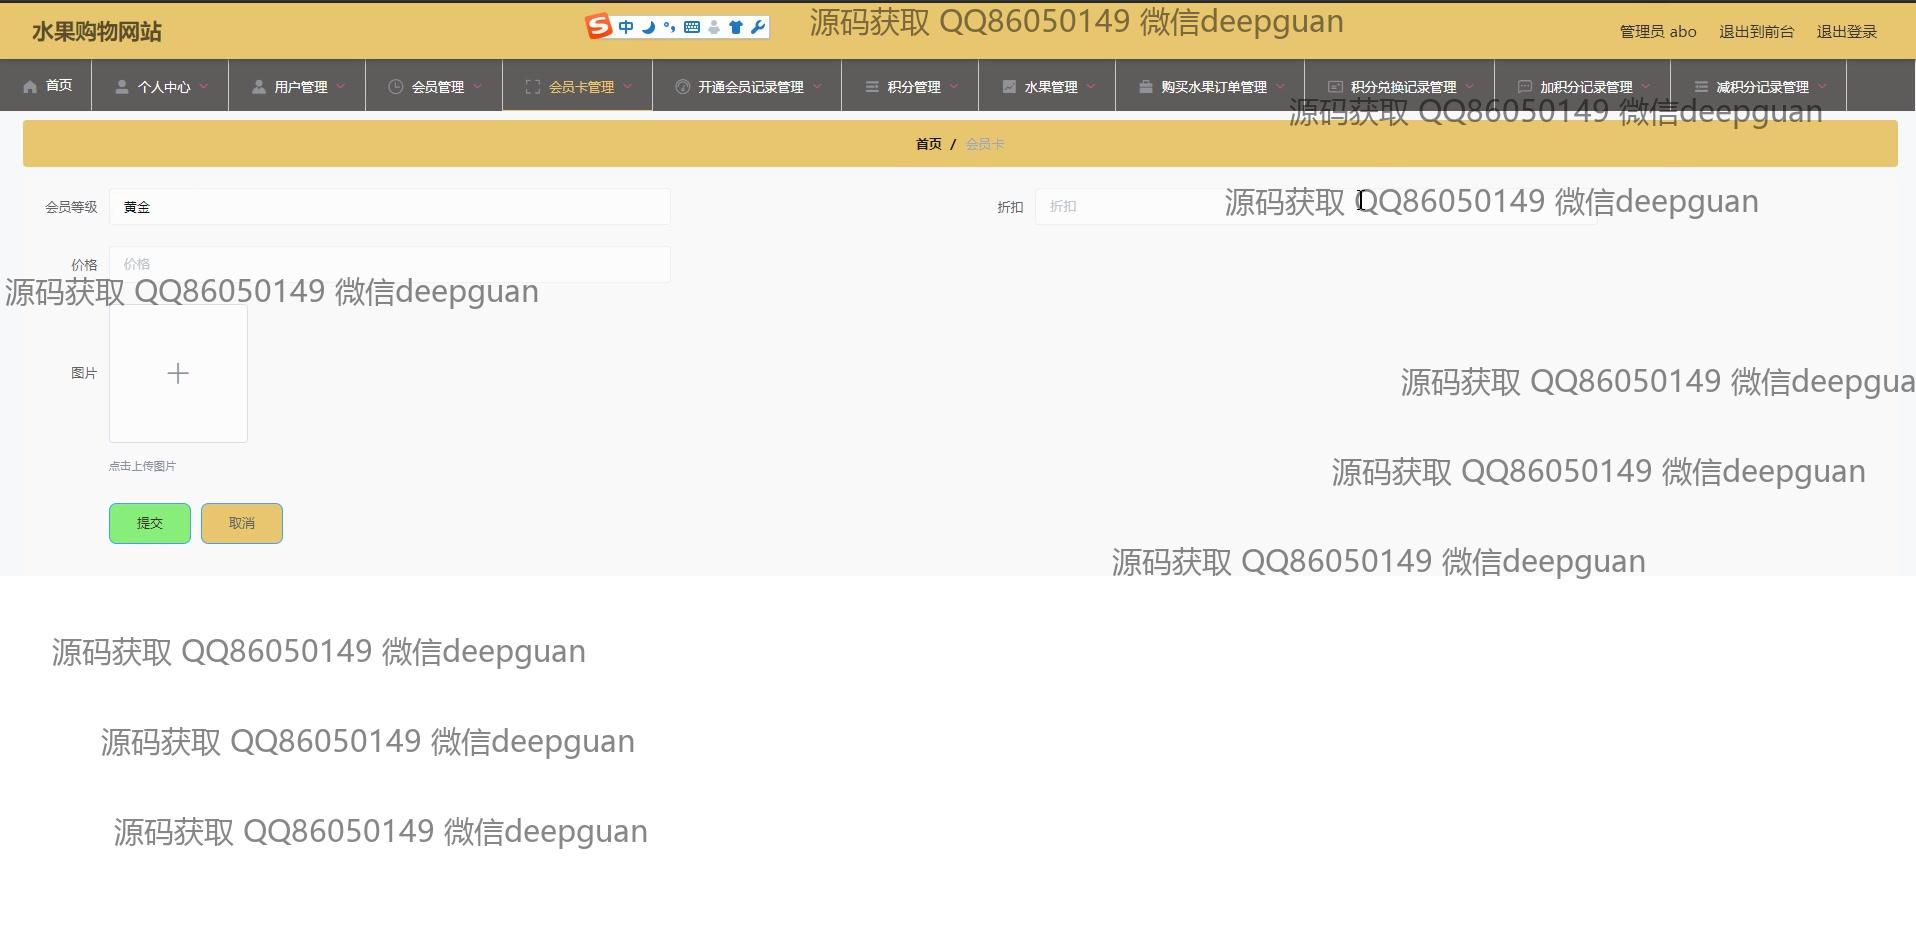 水果购物网站
中
源码获取 QQ86050149 微信deepguan
管理员 abo
退出到前台
退出登录
首页
个人中心
用户管理
会员管理
会员卡管理
开通会员记录管理
积分管理
水果管理
购买水果订单管理
积分兑换记录管理
加积分记录管理
减积分记录管理
源码获取 QQ86050149 微信deepguan
首页 / 会员卡
会员等级 黄金
折扣 折扣
源码获取 QQ86050149 微信deepguan
价格 价格
源码获取 QQ86050149 微信deepguan
图片
源码获取 QQ86050149 微信deepgua
点击上传图片
源码获取 QQ86050149 微信deepguan
提交 取消
源码获取 QQ86050149 微信deepguan
源码获取 QQ86050149 微信deepguan
源码获取 QQ86050149 微信deepguan
源码获取 QQ86050149 微信deepguan